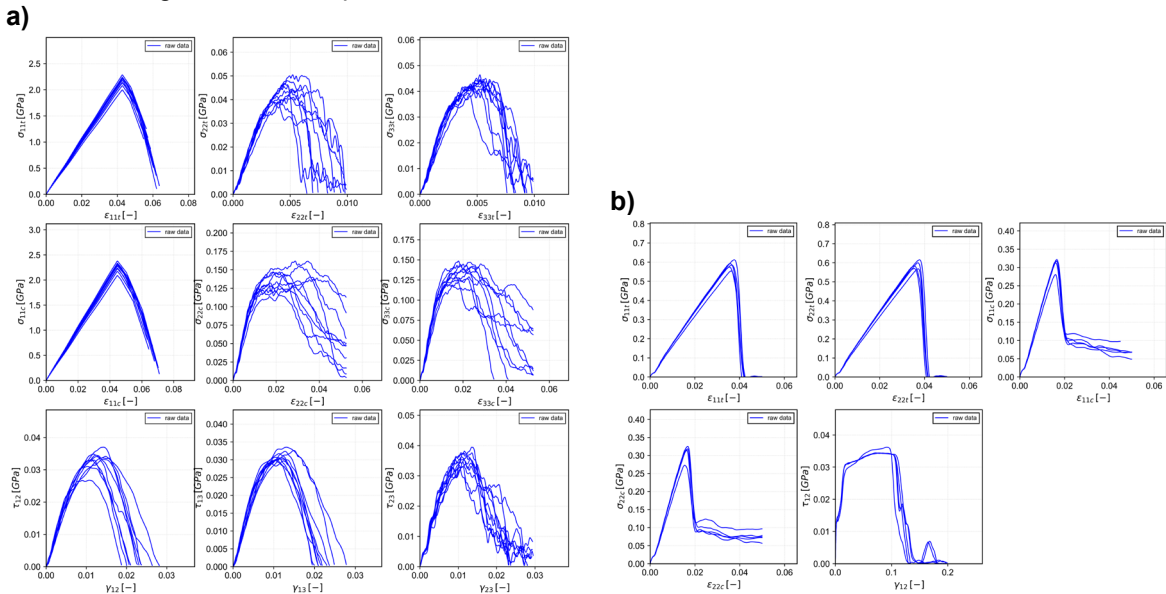 a)
raw data
raw data
raw data
σ11t [GPa]
2.5
2.0
1.5
1.0
0.5
0.0
0.00 0.02 0.04 0.06 0.08
ε11t [−]
σ22t [GPa]
0.06
0.05
0.04
0.03
0.02
0.01
0.00
0.000 0.005 0.010
ε22t [−]
σ33t [GPa]
0.06
0.05
0.04
0.03
0.02
0.01
0.00
0.000 0.005 0.010
ε33t [−]
raw data
raw data
raw data
σ11c [GPa]
3.0
2.5
2.0
1.5
1.0
0.5
0.0
0.00 0.02 0.04 0.06 0.08
ε11c [−]
σ22c [GPa]
0.200
0.175
0.150
0.125
0.100
0.075
0.050
0.025
0.000
0.00 0.02 0.04 0.06
ε22c [−]
σ33c [GPa]
0.175
0.150
0.125
0.100
0.075
0.050
0.025
0.000
0.00 0.02 0.04 0.06
ε33c [−]
raw data
raw data
raw data
τ12 [GPa]
0.04
0.03
0.02
0.01
0.00
0.00 0.01 0.02 0.03
γ12 [−]
τ13 [GPa]
0.040
0.035
0.030
0.025
0.020
0.015
0.010
0.005
0.000
0.00 0.01 0.02 0.03
γ13 [−]
τ23 [GPa]
0.05
0.04
0.03
0.02
0.01
0.00
0.00 0.01 0.02 0.03
γ23 [−]
b)
raw data
raw data
raw data
σ11t [GPa]
0.8
0.7
0.6
0.5
0.4
0.3
0.2
0.1
0.0
0.00 0.02 0.04 0.06
ε11t [−]
σ22t [GPa]
0.8
0.7
0.6
0.5
0.4
0.3
0.2
0.1
0.0
0.00 0.02 0.04 0.06
ε22t [−]
σ11c [GPa]
0.40
0.35
0.30
0.25
0.20
0.15
0.10
0.05
0.00
0.00 0.02 0.04 0.06
ε11c [−]
raw data
raw data
σ22c [GPa]
0.40
0.35
0.30
0.25
0.20
0.15
0.10
0.05
0.00
0.00 0.02 0.04 0.06
ε22c [−]
τ12 [GPa]
0.04
0.03
0.02
0.01
0.00
0.0 0.1 0.2
γ12 [−]